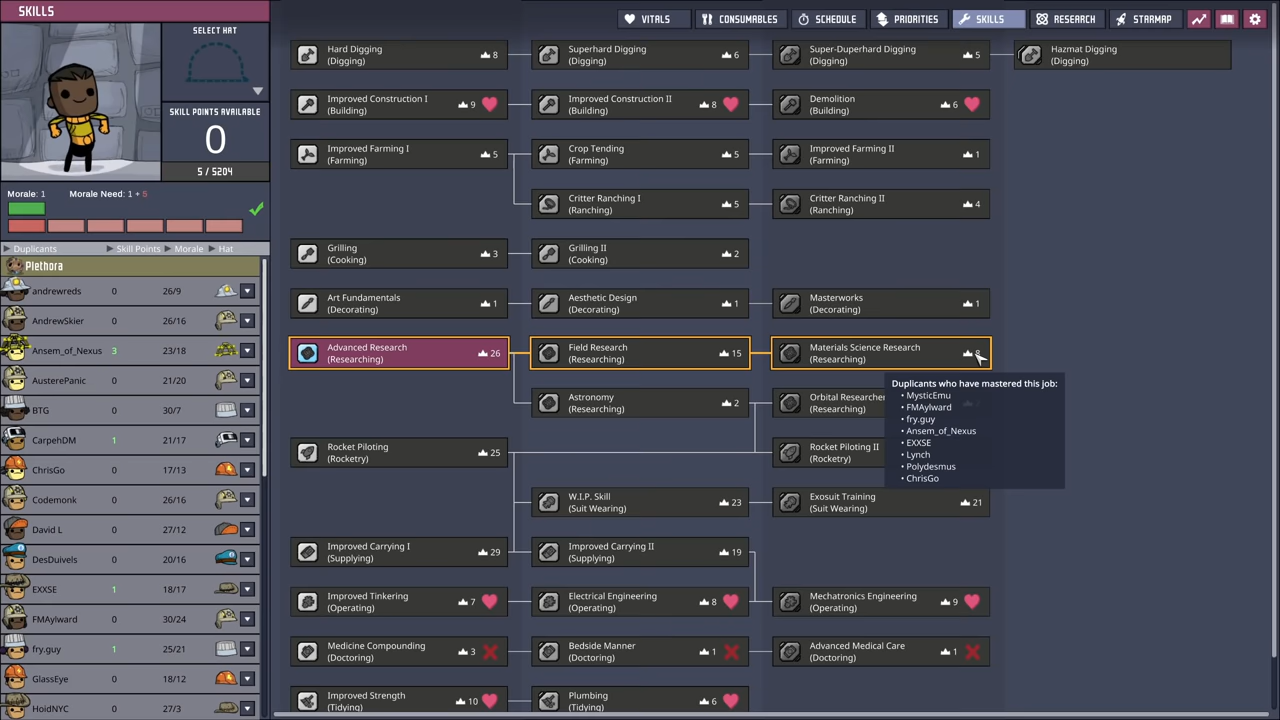 SKILLS
VITALS
CONSUMABLES
SCHEDULE
PRIORITIES
SKILLS
RESEARCH
STARMAP
SELECT HAT
SKILL POINTS
AVAILABLE
0
5 / 5204
Morale: 1
Morale Need: 1 + 5
Duplicants
Skill Points
Morale
Hat
Plethora
andrewreds 0 26/9
AndrewSkier 0 26/16
Ansem_of_Nexus 3 23/18
AusterePanic 0 21/20
BTG 0 30/7
CarpehDM 1 21/17
ChrisGo 0 17/13
Codemonk 0 26/16
David L 0 27/12
DesDuivels 0 20/16
EXXSE 1 18/17
FMAylward 0 30/24
fry.guy 1 25/21
GlassEye 0 18/12
HoidNYC 0 27/3
Hard Digging
(Digging)
8
Superhard Digging
(Digging)
6
Super-Duperhard Digging
(Digging)
5
Hazmat Digging
(Digging)
Improved Construction I
(Building)
9
Improved Construction II
(Building)
8
Demolition
(Building)
6
Improved Farming I
(Farming)
5
Crop Tending
(Farming)
5
Improved Farming II
(Farming)
1
Critter Ranching I
(Ranching)
5
Critter Ranching II
(Ranching)
4
Grilling
(Cooking)
3
Grilling II
(Cooking)
2
Art Fundamentals
(Decorating)
1
Aesthetic Design
(Decorating)
1
Masterworks
(Decorating)
1
Advanced Research
(Researching)
26
Field Research
(Researching)
15
Materials Science Research
(Researching)
8
Duplicants who have mastered this job:
• MysticEmu
• FMAylward
• fry.guy
• Ansem_of_Nexus
• EXXSE
• Lynch
• Polydesmus
• ChrisGo
Astronomy
(Researching)
2
Orbital Researcher
(Researching)
Rocket Piloting
(Rocketry)
25
Rocket Piloting II
(Rocketry)
W.I.P. Skill
(Suit Wearing)
23
Exosuit Training
(Suit Wearing)
21
Improved Carrying I
(Supplying)
29
Improved Carrying II
(Supplying)
19
Improved Tinkering
(Operating)
7
Electrical Engineering
(Operating)
8
Mechatronics Engineering
(Operating)
9
Medicine Compounding
(Doctoring)
3
Bedside Manner
(Doctoring)
1
Advanced Medical Care
(Doctoring)
1
Improved Strength
(Tidying)
10
Plumbing
(Tidying)
6